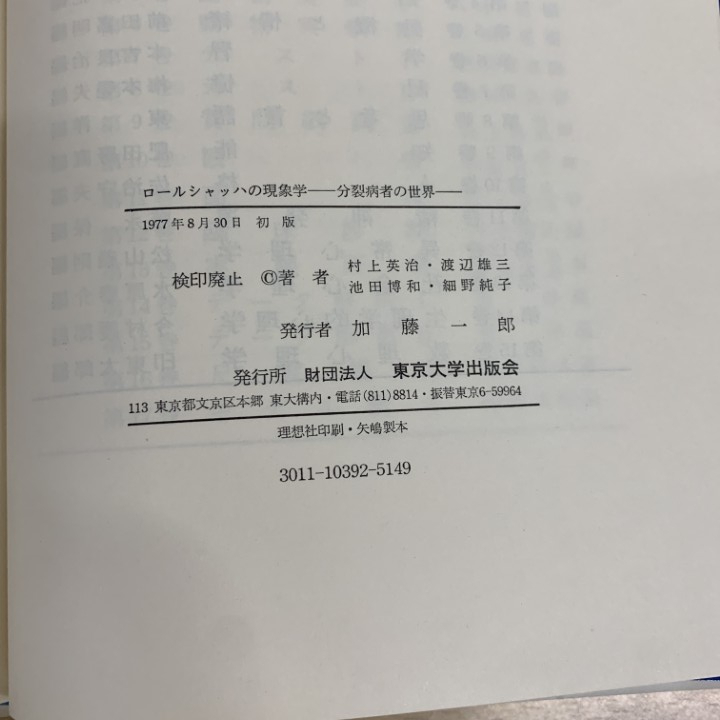 ロールシャッハの現象学――分裂病者の世界――
1977年8月30日 初 版
検印廃止 ©著 者 村上英治・渡辺雄三
池田博和・細野純子
発行者 加 藤 一 郎
発行所 財団法人 東京大学出版会
113 東京都文京区本郷 東大構内・電話(811)8814・振替東京6-59964
理想社印刷・矢嶋製本
3011-10392-5149